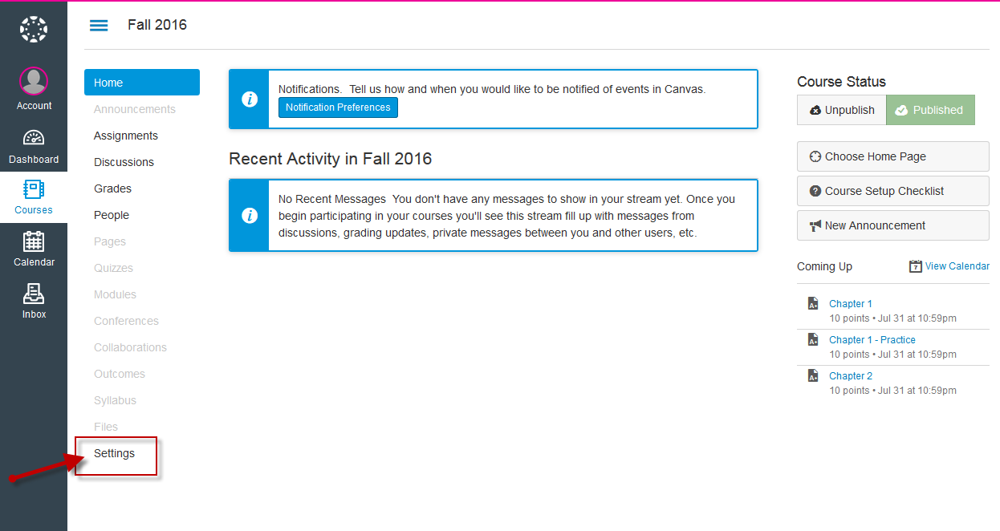 Fall 2016
Account
Dashboard
Courses
Calendar
Inbox
Home
Announcements
Assignments
Discussions
Grades
People
Pages
Quizzes
Modules
Conferences
Collaborations
Outcomes
Syllabus
Files
Settings
Notifications.  Tell us how and when you would like to be notified of events in Canvas.
Notification Preferences
Recent Activity in Fall 2016
No Recent Messages  You don't have any messages to show in your stream yet. Once you
begin participating in your courses you'll see this stream fill up with messages from
discussions, grading updates, private messages between you and other users, etc.
Course Status
Unpublish
Published
Choose Home Page
Course Setup Checklist
New Announcement
Coming Up
7 View Calendar
A+ Chapter 1
10 points • Jul 31 at 10:59pm
A+ Chapter 1 - Practice
10 points • Jul 31 at 10:59pm
A+ Chapter 2
10 points • Jul 31 at 10:59pm